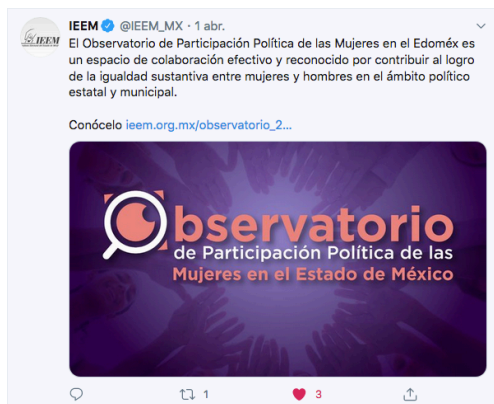 IEEM @IEEM_MX · 1 abr.
El Observatorio de Participación Política de las Mujeres en el Edoméx es
un espacio de colaboración efectivo y reconocido por contribuir al logro
de la igualdad sustantiva entre mujeres y hombres en el ámbito político
estatal y municipal.
Conócelo ieem.org.mx/observatorio_2...
Observatorio
de Participación Política de las
Mujeres en el Estado de México
1
3